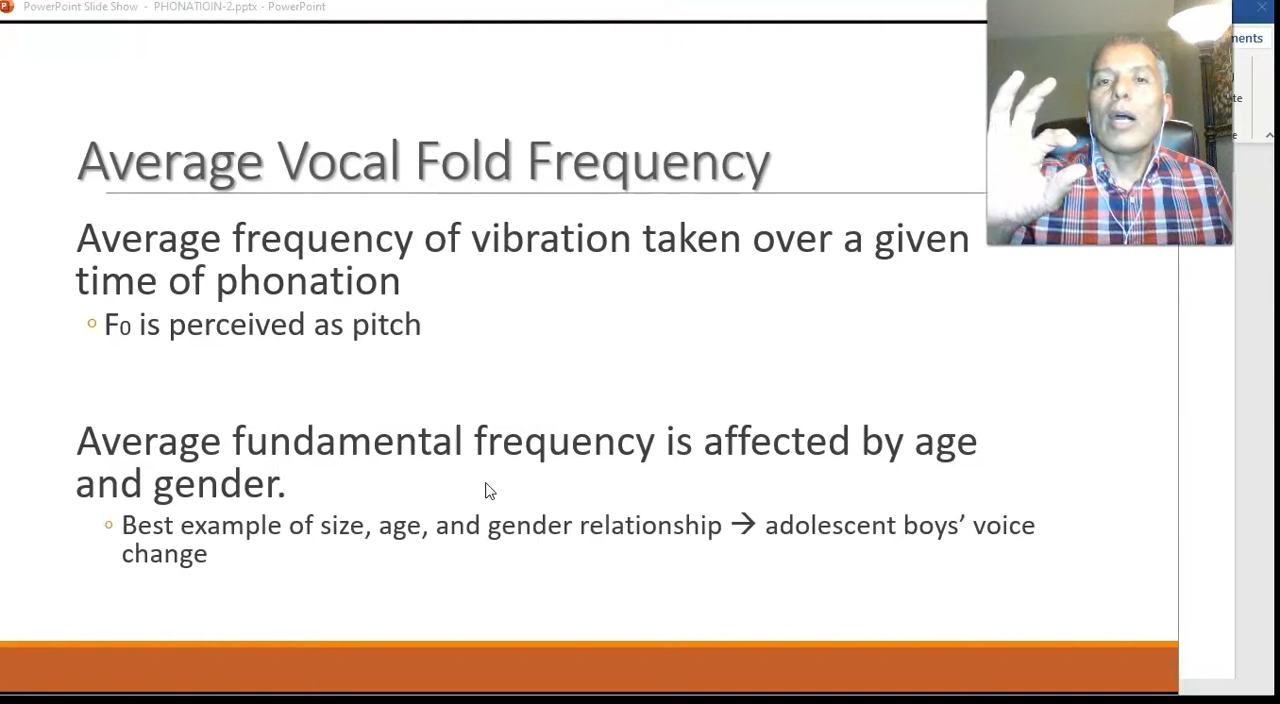 PowerPoint Slide Show - PHONATIOIN-2.pptx - PowerPoint
nents
te
e
Average Vocal Fold Frequency
Average frequency of vibration taken over a given
time of phonation
F0 is perceived as pitch
Average fundamental frequency is affected by age
and gender.
Best example of size, age, and gender relationship → adolescent boys’ voice
change